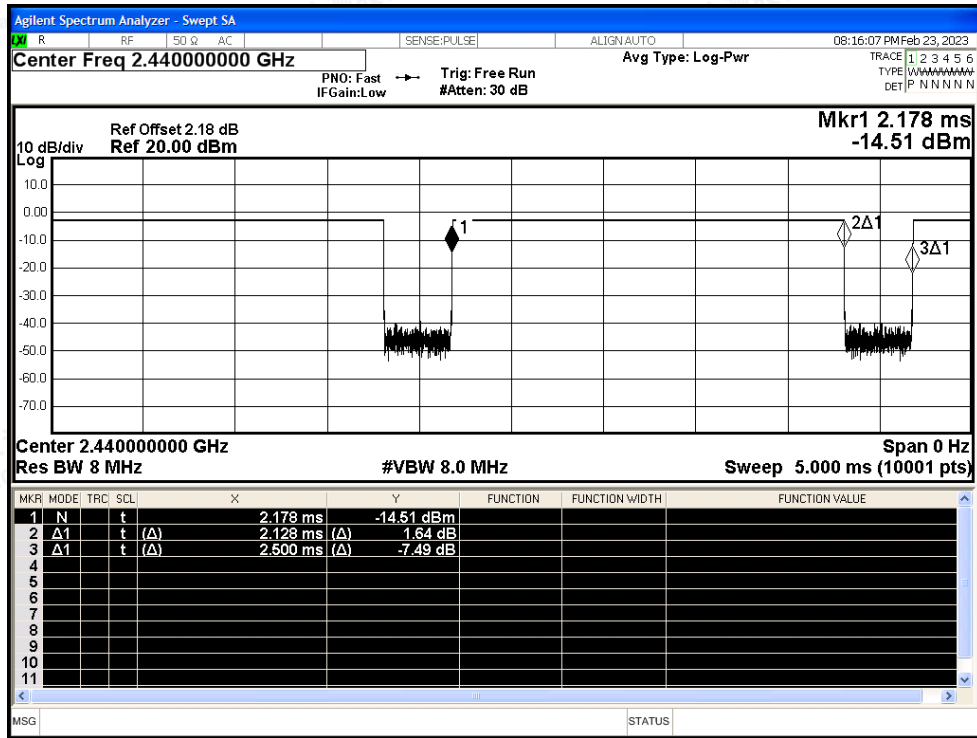 Agilent Spectrum Analyzer - Swept SA
LXI R RF 50 Ω AC SENSE:PULSE ALIGN AUTO 08:16:07 PM Feb 23, 2023
Center Freq 2.440000000 GHz
PNO: Fast Trig: Free Run Avg Type: Log-Pwr TRACE 1 2 3 4 5 6
IFGain:Low #Atten: 30 dB TYPE WWWWWW
DET P N N N N N
Mkr1 2.178 ms
-14.51 dBm
Ref Offset 2.18 dB
10 dB/div Ref 20.00 dBm
Log
10.0
0.00
-10.0
-20.0
-30.0
-40.0
-50.0
-60.0
-70.0
1
2Δ1
3Δ1
Center 2.440000000 GHz Span 0 Hz
Res BW 8 MHz #VBW 8.0 MHz Sweep 5.000 ms (10001 pts)
MKR MODE TRC SCL X Y FUNCTION FUNCTION WIDTH FUNCTION VALUE
1 N t 2.178 ms -14.51 dBm
2 Δ1 t (Δ) 2.128 ms (Δ) 1.64 dB
3 Δ1 t (Δ) 2.500 ms (Δ) -7.49 dB
4
5
6
7
8
9
10
11
MSG STATUS